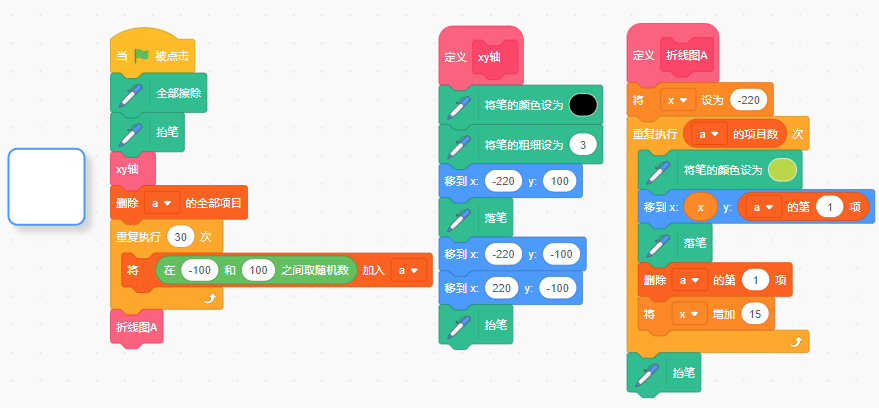 当 被点击
全部擦除
抬笔
xy轴
删除 a 的全部项目
重复执行 30 次
将 在 -100 和 100 之间取随机数 加入 a
折线图A
定义 xy轴
将笔的颜色设为
将笔的粗细设为 3
移到 x: -220 y: 100
落笔
移到 x: -220 y: -100
移到 x: 220 y: -100
抬笔
定义 折线图A
将 x 设为 -220
重复执行 a 的项目数 次
将笔的颜色设为
移到 x: x y: a 的第 1 项
落笔
删除 a 的第 1 项
将 x 增加 15
抬笔